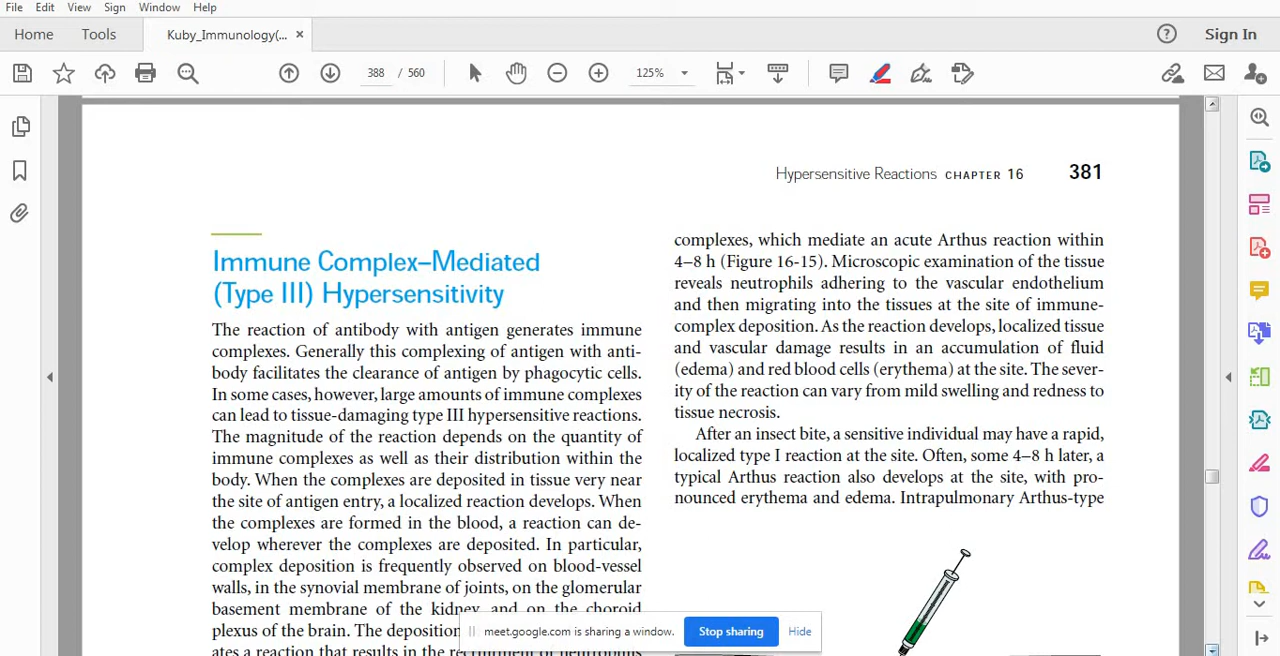 File Edit View Sign Window Help
Home Tools Kuby_Immunology(... × ? Sign In
388 / 560 125%
Hypersensitive Reactions CHAPTER 16 381
Immune Complex–Mediated
(Type III) Hypersensitivity
The reaction of antibody with antigen generates immune
complexes. Generally this complexing of antigen with anti-
body facilitates the clearance of antigen by phagocytic cells.
In some cases, however, large amounts of immune complexes
can lead to tissue-damaging type III hypersensitive reactions.
The magnitude of the reaction depends on the quantity of
immune complexes as well as their distribution within the
body. When the complexes are deposited in tissue very near
the site of antigen entry, a localized reaction develops. When
the complexes are formed in the blood, a reaction can de-
velop wherever the complexes are deposited. In particular,
complex deposition is frequently observed on blood-vessel
walls, in the synovial membrane of joints, on the glomerular
basement membrane of the kidney, and on the choroid
plexus of the brain. The deposition
ates a reaction that results in the recruitment of neutrophils
complexes, which mediate an acute Arthus reaction within
4–8 h (Figure 16-15). Microscopic examination of the tissue
reveals neutrophils adhering to the vascular endothelium
and then migrating into the tissues at the site of immune-
complex deposition. As the reaction develops, localized tissue
and vascular damage results in an accumulation of fluid
(edema) and red blood cells (erythema) at the site. The sever-
ity of the reaction can vary from mild swelling and redness to
tissue necrosis.
After an insect bite, a sensitive individual may have a rapid,
localized type I reaction at the site. Often, some 4–8 h later, a
typical Arthus reaction also develops at the site, with pro-
nounced erythema and edema. Intrapulmonary Arthus-type
meet.google.com is sharing a window. Stop sharing Hide